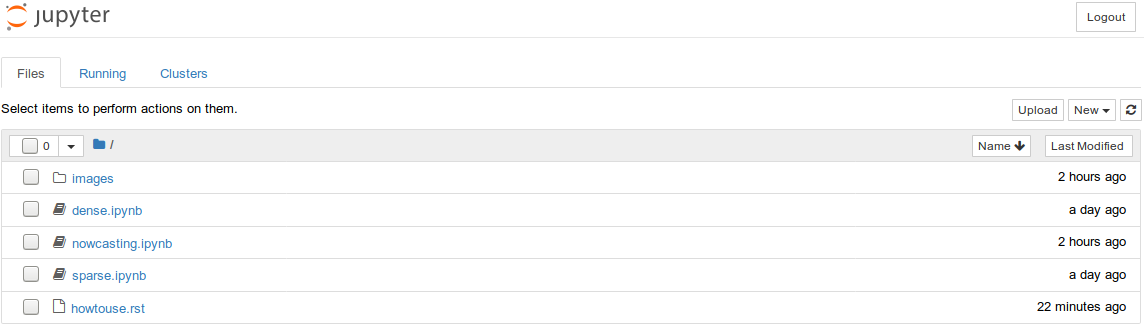 jupyter
Logout
Files Running Clusters
Select items to perform actions on them.
Upload New
0 / Name Last Modified
images 2 hours ago
dense.ipynb a day ago
nowcasting.ipynb 2 hours ago
sparse.ipynb a day ago
howtouse.rst 22 minutes ago